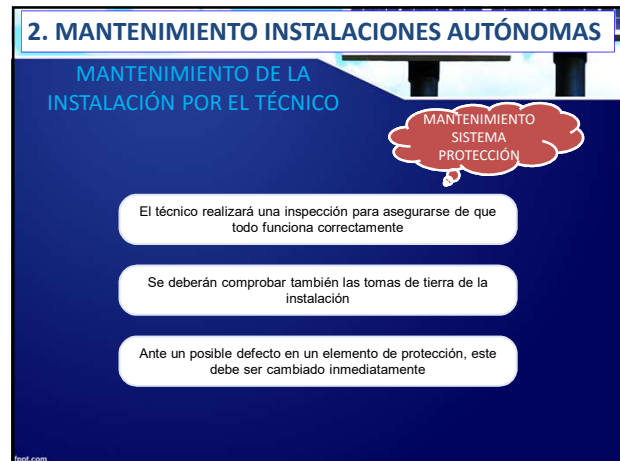 2. MANTENIMIENTO INSTALACIONES AUTÓNOMAS
MANTENIMIENTO DE LA
INSTALACIÓN POR EL TÉCNICO
MANTENIMIENTO
SISTEMA
PROTECCIÓN
El técnico realizará una inspección para asegurarse de que
todo funciona correctamente
Se deberán comprobar también las tomas de tierra de la
instalación
Ante un posible defecto en un elemento de protección, este
debe ser cambiado inmediatamente
fppt.com